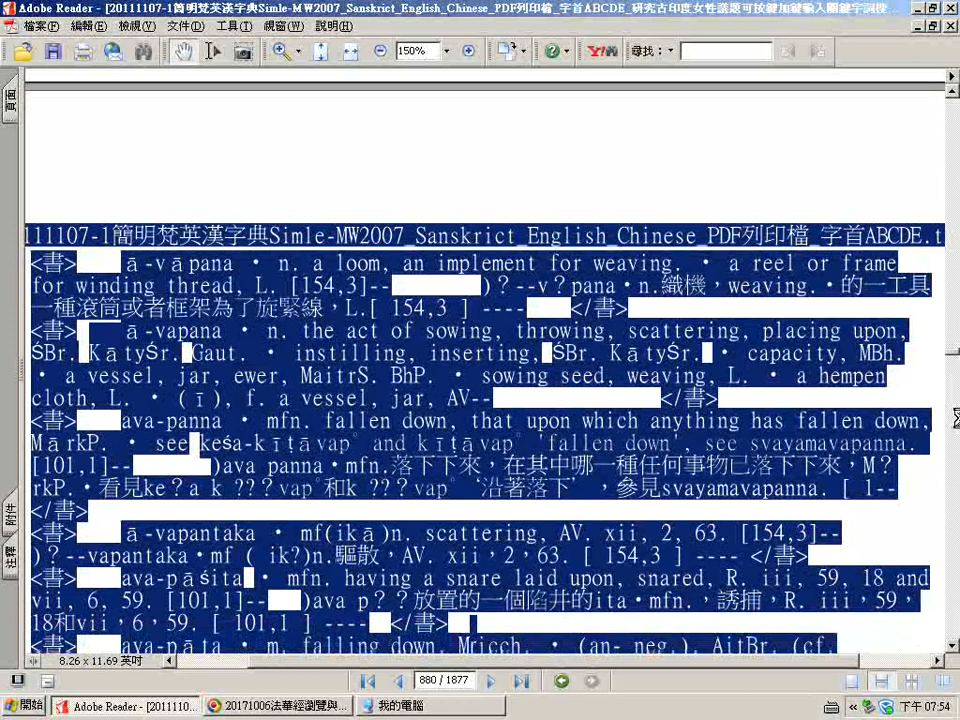 Adobe Reader - [20111107-1簡明梵英漢字典Simle-MW2007_Sanskrict_English_Chinese_PDF列印檔_字首ABCDE_研究古印度女性議題可按鍵加鍵輸入關鍵字詞搜
檔案(F) 編輯(E) 檢視(V) 文件(D) 工具(T) 視窗(W) 說明(H)
150% Y! 尋找:
頁面
111107-1簡明梵英漢字典Simle-MW2007_Sanskrict_English_Chinese_PDF列印檔_字首ABCDE.t
<書> ā-vāpana • n. a loom, an implement for weaving. • a reel or frame
for winding thread, L. [154,3]-- )?--v?pana•n.織機，weaving.•的一工具
一種滾筒或者框架為了旋緊線，L.[ 154,3 ] ---- </書>
<書> ā-vapana • n. the act of sowing, throwing, scattering, placing upon,
ŚBr. KātyŚr. Gaut. • instilling, inserting, ŚBr. KātyŚr. • capacity, MBh.
• a vessel, jar, ewer, MaitrS. BhP. • sowing seed, weaving, L. • a hempen
cloth, L. • (ī), f. a vessel, jar, AV-- </書>
<書> ava-panna • mfn. fallen down, that upon which anything has fallen down,
MārkP. • see keśa-kīṭāvap° and kīṭāvap° 'fallen down', see svayamavapanna.
[101,1]-- )ava panna•mfn.落下下來，在其中哪一種任何事物已落下下來，M?
rkP.•看見ke?a k ???vap°和k ???vap°‘沿著落下’，參見svayamavapanna. [ 1--
</書>
<書> ā-vapantaka • mf(ikā)n. scattering, AV. xii, 2, 63. [154,3]--
)?--vapantaka•mf ( ik?)n.驅散，AV. xii，2，63. [ 154,3 ] ---- </書>
<書> ava-pāśita • mfn. having a snare laid upon, snared, R. iii, 59, 18 and
vii, 6, 59. [101,1]-- )ava p??放置的一個陷井的ita•mfn.，誘捕，R. iii，59，
18和vii，6，59. [ 101,1 ] ---- </書>
<書> ava-pāta • m. falling down, Mṛicch. • (an- neg.), AitBr. (cf.
附件
注釋
8.26 x 11.69 英吋
880 / 1877
開始 Adobe Reader - [2011110... 20171006法華經瀏覽與... 我的電腦 下午 07:54